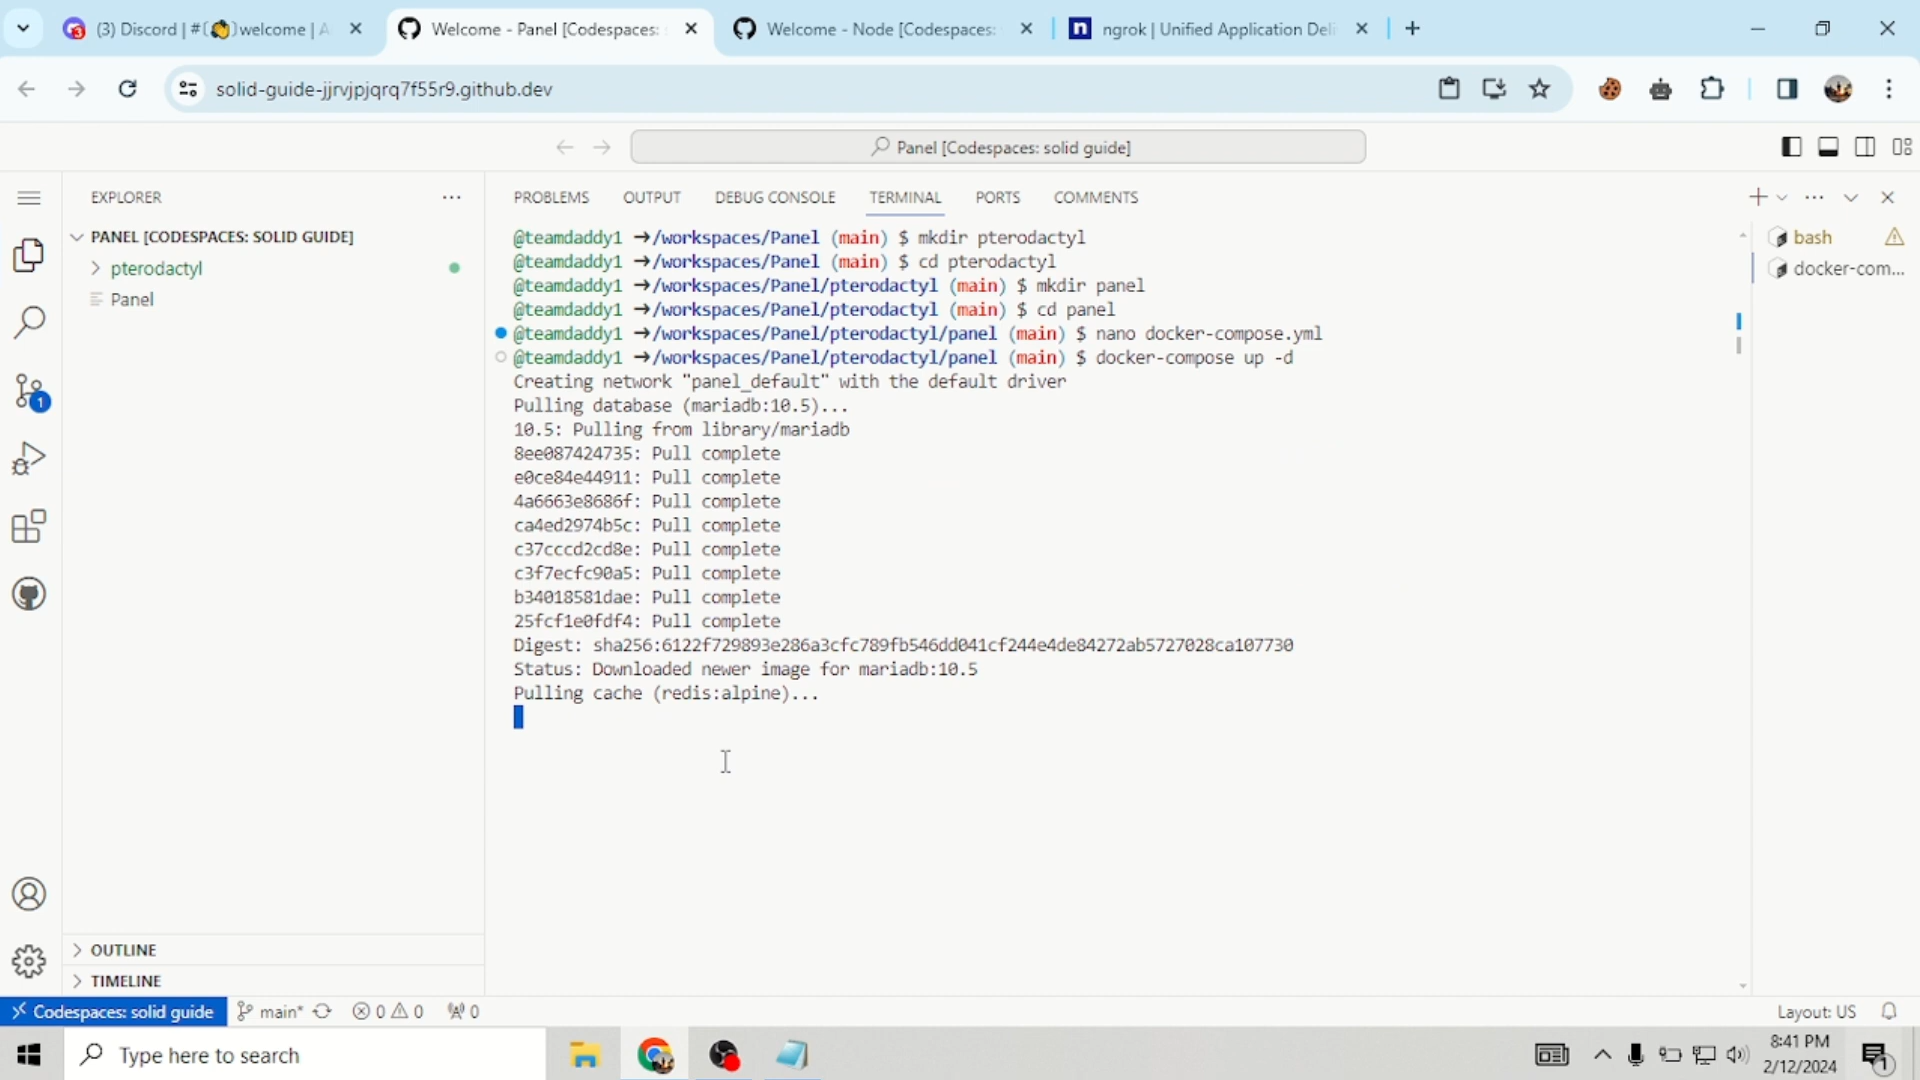 (3) Discord | #〔👏〕welcome | A
Welcome - Panel [Codespaces:
Welcome - Node [Codespaces:
ngrok | Unified Application Deli
solid-guide-jjrvjpjqrq7f55r9.github.dev
Panel [Codespaces: solid guide]
EXPLORER
PANEL [CODESPACES: SOLID GUIDE]
pterodactyl
Panel
PROBLEMS OUTPUT DEBUG CONSOLE TERMINAL PORTS COMMENTS
@teamdaddy1 ➜/workspaces/Panel (main) $ mkdir pterodactyl
@teamdaddy1 ➜/workspaces/Panel (main) $ cd pterodactyl
@teamdaddy1 ➜/workspaces/Panel/pterodactyl (main) $ mkdir panel
@teamdaddy1 ➜/workspaces/Panel/pterodactyl (main) $ cd panel
@teamdaddy1 ➜/workspaces/Panel/pterodactyl/panel (main) $ nano docker-compose.yml
@teamdaddy1 ➜/workspaces/Panel/pterodactyl/panel (main) $ docker-compose up -d
Creating network "panel_default" with the default driver
Pulling database (mariadb:10.5)...
10.5: Pulling from library/mariadb
8ee087424735: Pull complete
e0ce84e44911: Pull complete
4a6663e8686f: Pull complete
ca4ed2974b5c: Pull complete
c37cccd2cd8e: Pull complete
c3f7ecfc90a5: Pull complete
b34018581dae: Pull complete
25fcf1e0fdf4: Pull complete
Digest: sha256:6122f729893e286a3cfc789fb546dd041cf244e4de84272ab5727028ca107730
Status: Downloaded newer image for mariadb:10.5
Pulling cache (redis:alpine)...
bash
docker-com...
1
OUTLINE
TIMELINE
Codespaces: solid guide
main*
0
0
0
Layout: US
Type here to search
8:41 PM
2/12/2024
1